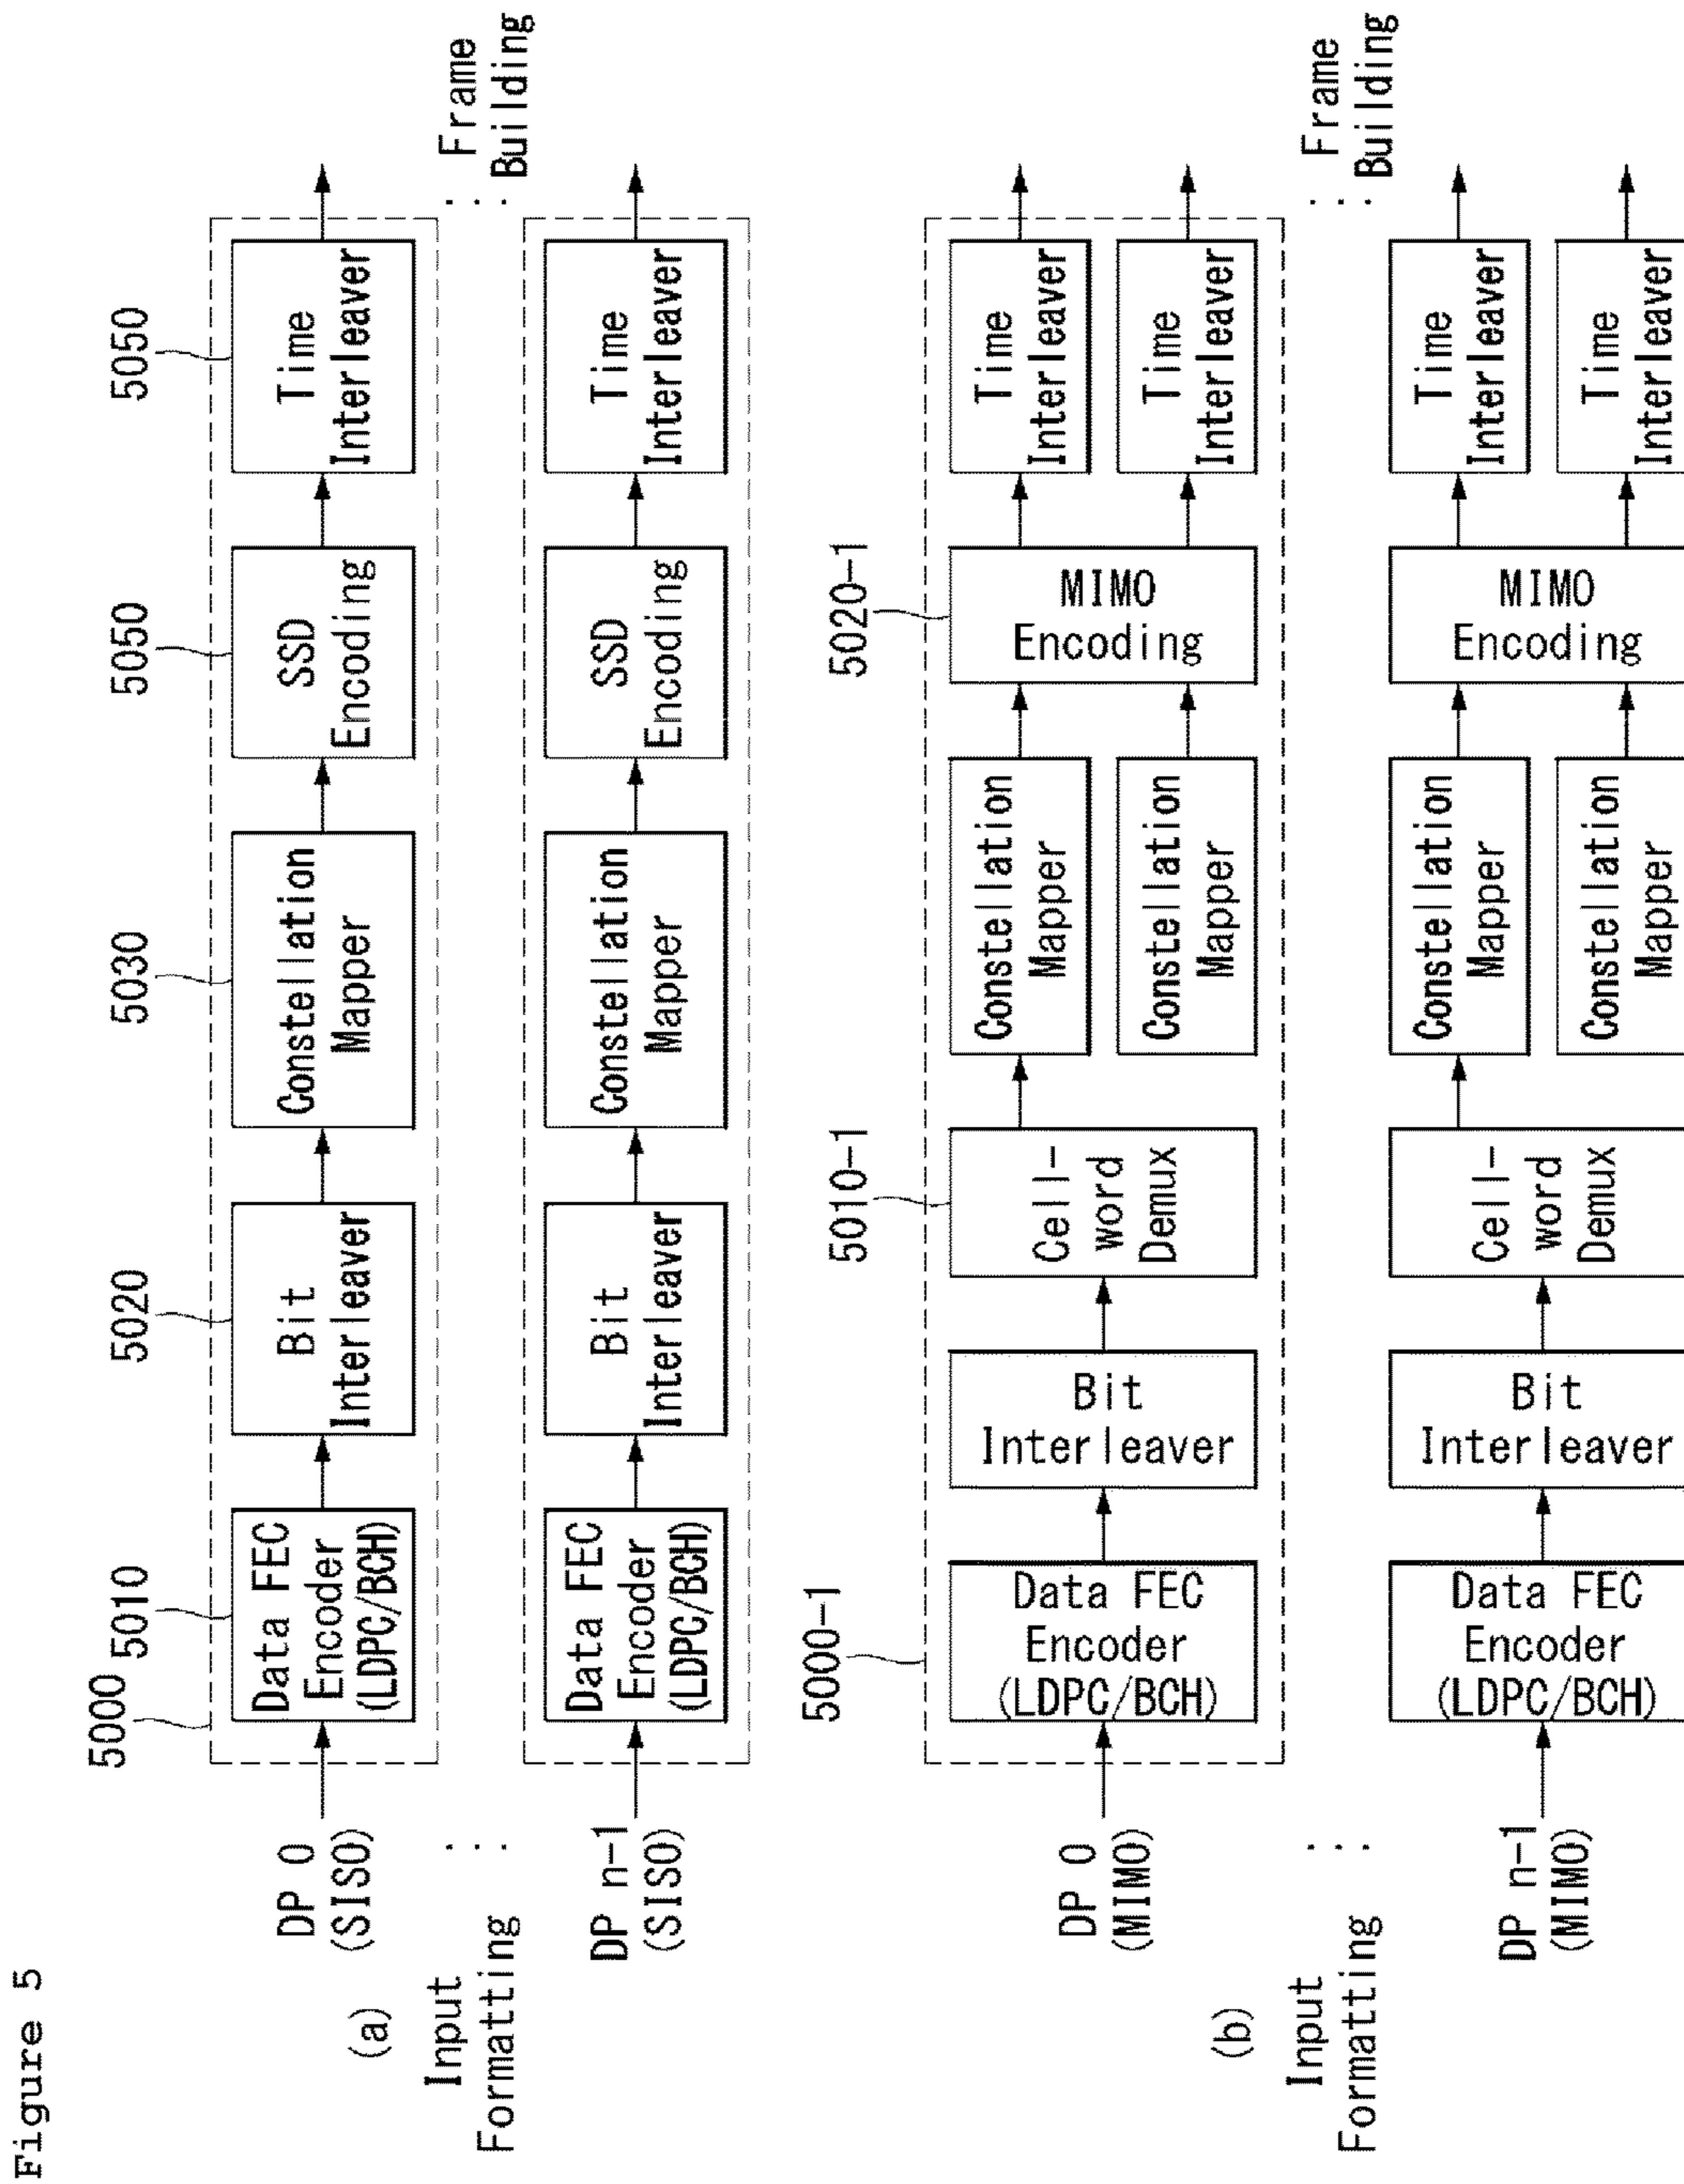 Figure 5
(a)
5000
5010
5020
5030
5050
5050
DP 0
(SISO)
Data FEC
Encoder
(LDPC/BCH)
Bit
Interleaver
Constellation
Mapper
SSD
Encoding
Time
Interleaver
Input
Formatting
...
...
Frame
Building
DP n-1
(SISO)
Data FEC
Encoder
(LDPC/BCH)
Bit
Interleaver
Constellation
Mapper
SSD
Encoding
Time
Interleaver
(b)
5000-1
5010-1
5020-1
DP 0
(MIMO)
Data FEC
Encoder
(LDPC/BCH)
Bit
Interleaver
Cell-
word
Demux
Constellation
Mapper
Constellation
Mapper
MIMO
Encoding
Time
Interleaver
Time
Interleaver
Input
Formatting
...
...
Frame
Building
DP n-1
(MIMO)
Data FEC
Encoder
(LDPC/BCH)
Bit
Interleaver
Cell-
word
Demux
Constellation
Mapper
Constellation
Mapper
MIMO
Encoding
Time
Interleaver
Time
Interleaver